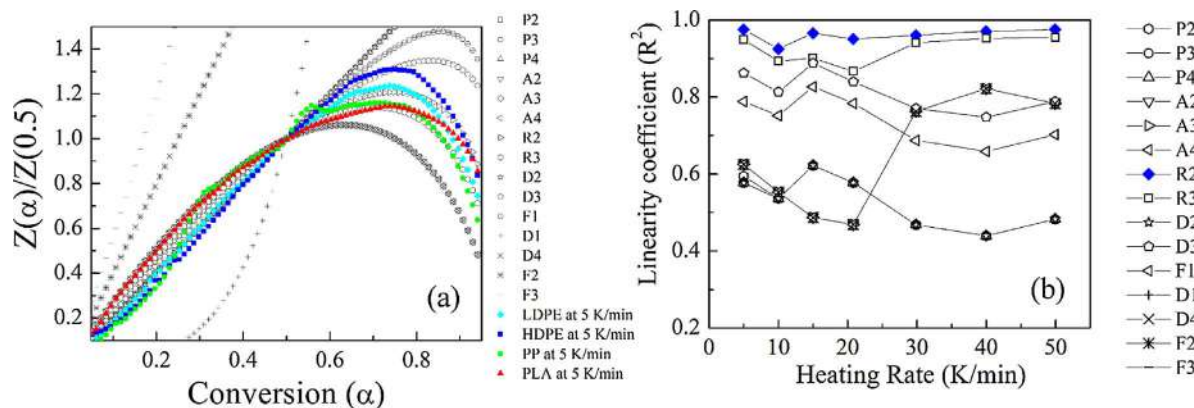 (a)
Z(α)/Z(0.5)
1.4
1.2
1.0
0.8
0.6
0.4
0.2
0.2
0.4
0.6
0.8
Conversion (α)
P2
P3
P4
A2
A3
A4
R2
R3
D2
D3
F1
D1
D4
F2
F3
LDPE at 5 K/min
HDPE at 5 K/min
PP at 5 K/min
PLA at 5 K/min
(b)
Linearity coefficient (R²)
1.0
0.8
0.6
0.4
0.2
0
10
20
30
40
50
Heating Rate (K/min)
P2
P3
P4
A2
A3
A4
R2
R3
D2
D3
F1
D1
D4
F2
F3